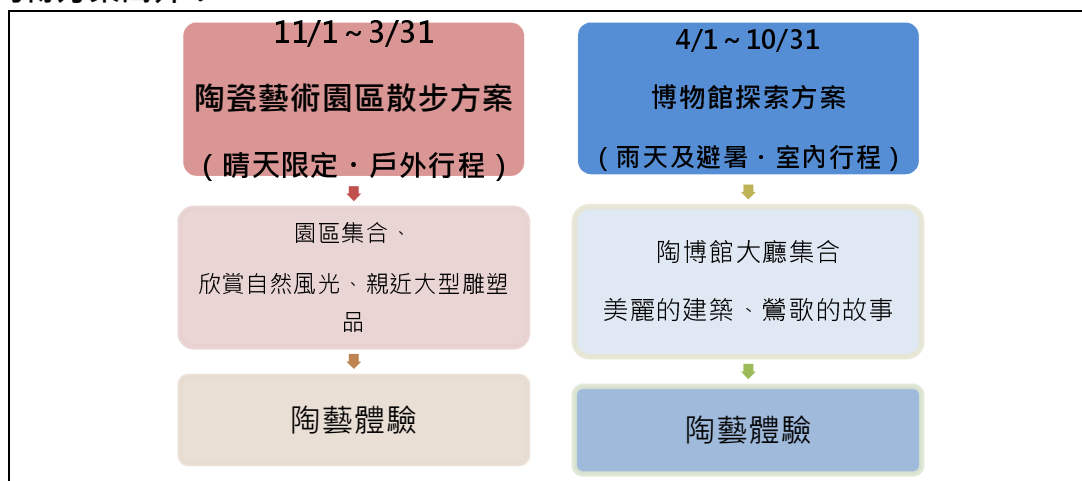 11/1～3/31
陶瓷藝術園區散步方案
（晴天限定．戶外行程）
園區集合、
欣賞自然風光、親近大型雕塑
品
陶藝體驗
4/1～10/31
博物館探索方案
（雨天及避暑．室內行程）
陶博館大廳集合
美麗的建築、鶯歌的故事
陶藝體驗